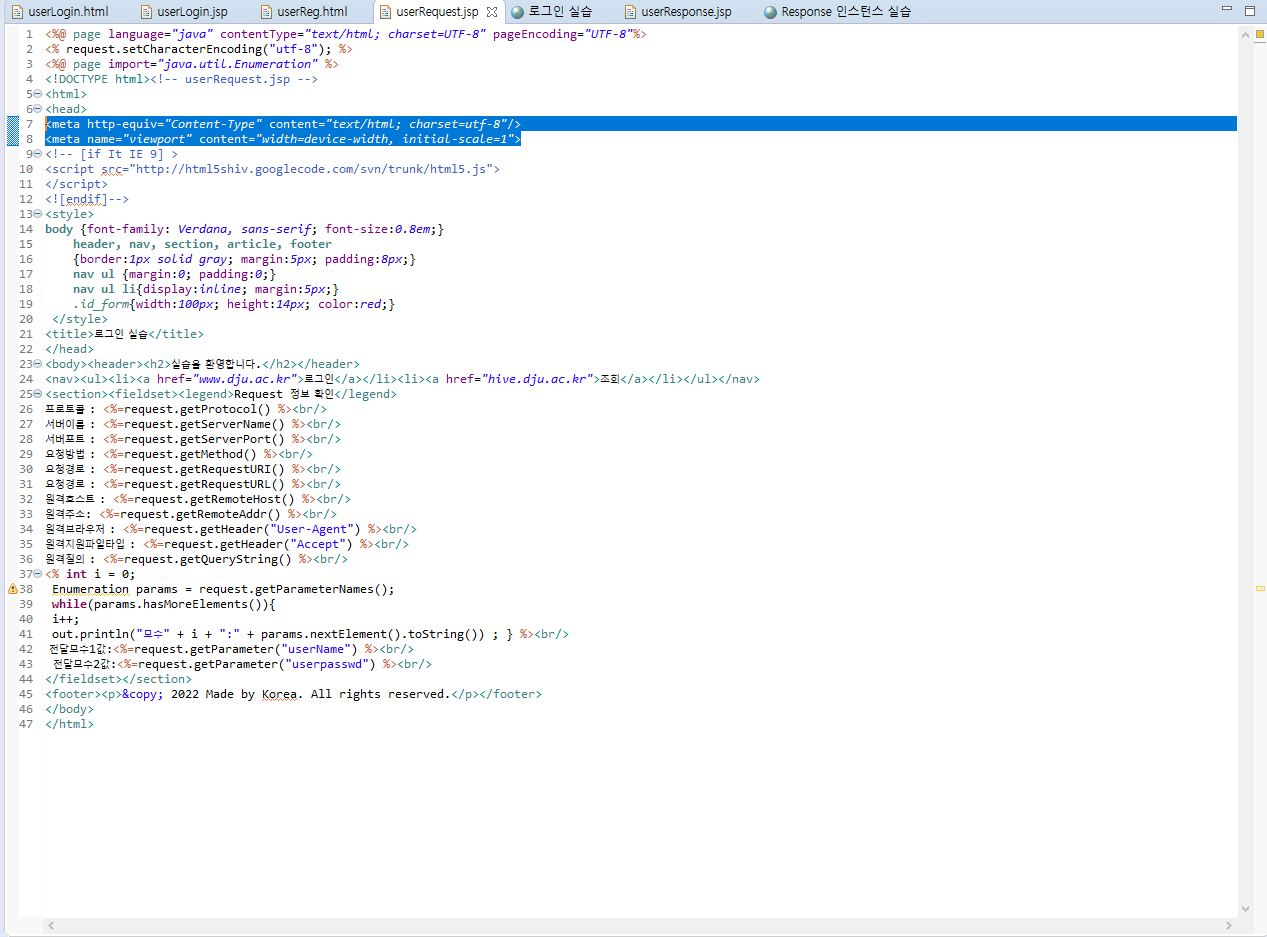 userLogin.html userLogin.jsp userReg.html userRequest.jsp 로그인 실습 userResponse.jsp Response 인스턴스 실습
1 <%@ page language="java" contentType="text/html; charset=UTF-8" pageEncoding="UTF-8"%>
2 <% request.setCharacterEncoding("utf-8"); %>
3 <%@ page import="java.util.Enumeration" %>
4 <!DOCTYPE html><!-- userRequest.jsp -->
5 <html>
6 <head>
7 <meta http-equiv="Content-Type" content="text/html; charset=utf-8"/>
8 <meta name="viewport" content="width=device-width, initial-scale=1">
9 <!-- [if It IE 9] >
10 <script src="http://html5shiv.googlecode.com/svn/trunk/html5.js">
11 </script>
12 <![endif]-->
13 <style>
14 body {font-family: Verdana, sans-serif; font-size:0.8em;}
15 header, nav, section, article, footer
16 {border:1px solid gray; margin:5px; padding:8px;}
17 nav ul {margin:0; padding:0;}
18 nav ul li{display:inline; margin:5px;}
19 .id_form{width:100px; height:14px; color:red;}
20 </style>
21 <title>로그인 실습</title>
22 </head>
23 <body><header><h2>실습을 환영합니다.</h2></header>
24 <nav><ul><li><a href="www.dju.ac.kr">로그인</a></li><li><a href="hive.dju.ac.kr">조회</a></li></ul></nav>
25 <section><fieldset><legend>Request 정보 확인</legend>
26 프로토콜 : <%=request.getProtocol() %><br/>
27 서버이름 : <%=request.getServerName() %><br/>
28 서버포트 : <%=request.getServerPort() %><br/>
29 요청방법 : <%=request.getMethod() %><br/>
30 요청경로 : <%=request.getRequestURI() %><br/>
31 요청경로 : <%=request.getRequestURL() %><br/>
32 원격호스트 : <%=request.getRemoteHost() %><br/>
33 원격주소: <%=request.getRemoteAddr() %><br/>
34 원격브라우저 : <%=request.getHeader("User-Agent") %><br/>
35 원격지원파일타입 : <%=request.getHeader("Accept") %><br/>
36 원격질의 : <%=request.getQueryString() %><br/>
37 <% int i = 0;
38 Enumeration params = request.getParameterNames();
39 while(params.hasMoreElements()){
40 i++;
41 out.println("모수" + i + ":" + params.nextElement().toString()) ; } %><br/>
42 전달모수1값:<%=request.getParameter("userName") %><br/>
43 전달모수2값:<%=request.getParameter("userpasswd") %><br/>
44 </fieldset></section>
45 <footer><p>&copy; 2022 Made by Korea. All rights reserved.</p></footer>
46 </body>
47 </html>